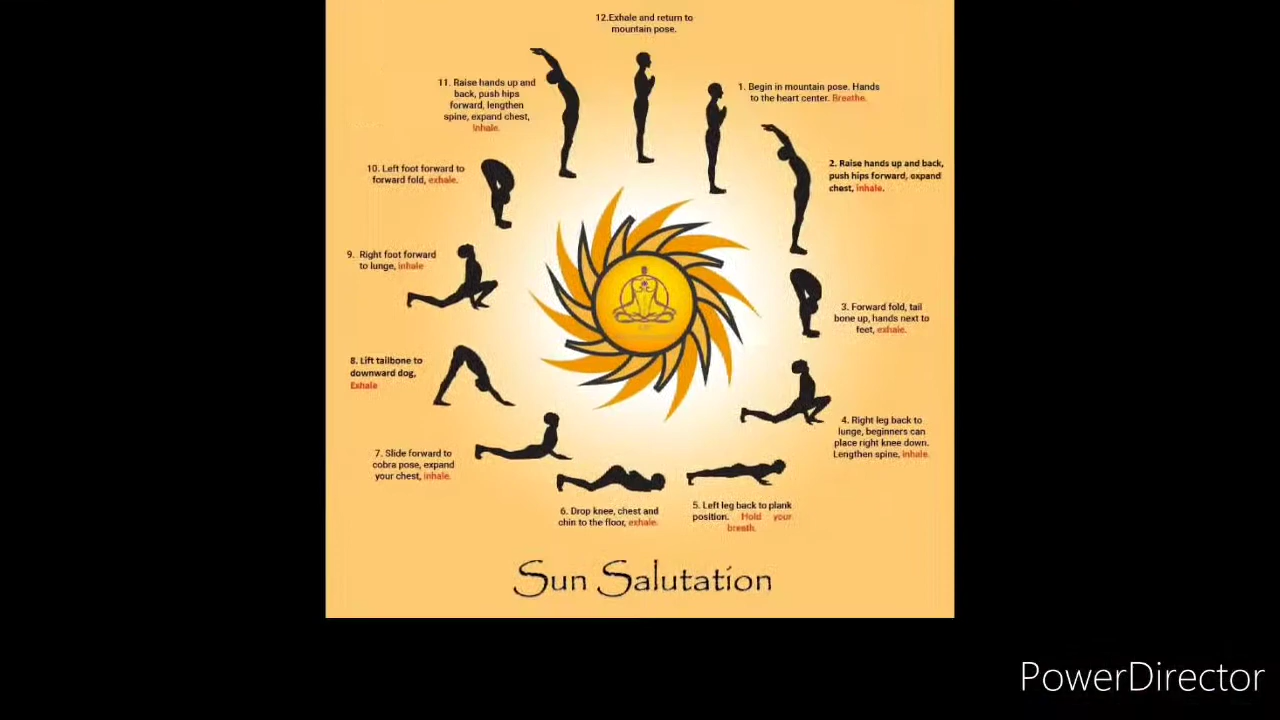 12.Exhale and return to
mountain pose.
1. Begin in mountain pose. Hands
to the heart center. Breathe.
2. Raise hands up and back,
push hips forward, expand
chest, inhale.
3. Forward fold, tail
bone up, hands next to
feet, exhale.
4. Right leg back to
lunge, beginners can
place right knee down.
Lengthen spine, inhale.
5. Left leg back to plank
position. Hold your
breath.
6. Drop knee, chest and
chin to the floor, exhale.
7. Slide forward to
cobra pose, expand
your chest, inhale.
8. Lift tailbone to
downward dog,
Exhale
9. Right foot forward
to lunge, inhale
10. Left foot forward to
forward fold, exhale.
11. Raise hands up and
back, push hips
forward, lengthen
spine, expand chest,
inhale.
Sun Salutation
PowerDirector